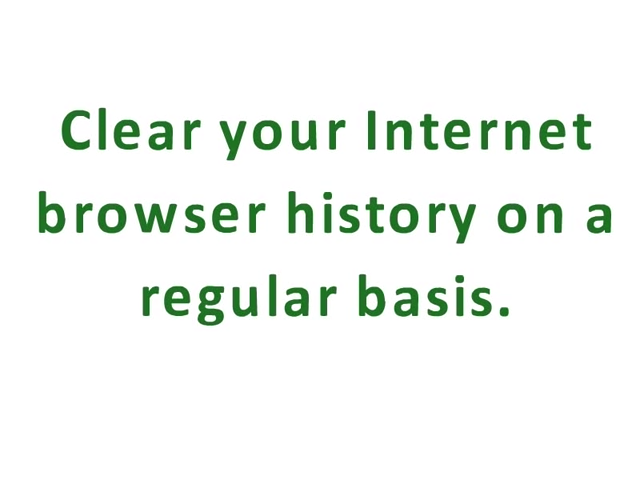 Clear your Internet
browser history on a
regular basis.